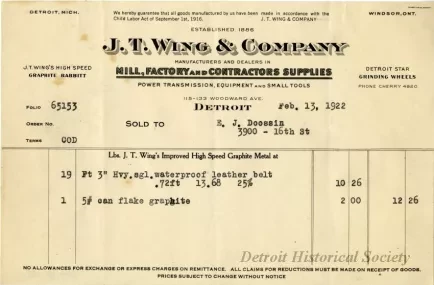 DETROIT, MICH.
We hereby guarantee that all goods manufactured by us have been made in accordance with the
Child Labor Act of September 1st, 1916. J. T. WING & COMPANY
WINDSOR, ONT.
ESTABLISHED 1886
J. T. WING & COMPANY
MANUFACTURERS AND DEALERS IN
MILL, FACTORY AND CONTRACTORS SUPPLIES
POWER TRANSMISSION, EQUIPMENT AND SMALL TOOLS
J.T. WING'S HIGH SPEED
GRAPHITE BABBITT
DETROIT STAR
GRINDING WHEELS
PHONE CHERRY 4860
WOODWARD AVE.
DETROIT
FOLIO 65153
Feb. 13, 1922
ORDER NO.
SOLD TO E. J. Dossin
3900 - 16th St
TERMS COD
Lbs. J. T. Wing's Improved High Speed Graphite Metal at
19 Ft 3" Hvy.sgl.waterproof leather belt
.72ft 13.68 25% 10 26
1 5# can flake graphite 2 00 12 26
Detroit Historical Society
NO ALLOWANCES FOR EXCHANGE OR EXPRESS CHARGES ON REMITTANCE. ALL CLAIMS FOR REDUCTIONS MUST BE MADE ON RECEIPT OF GOODS.
PRICES SUBJECT TO CHANGE WITHOUT NOTICE